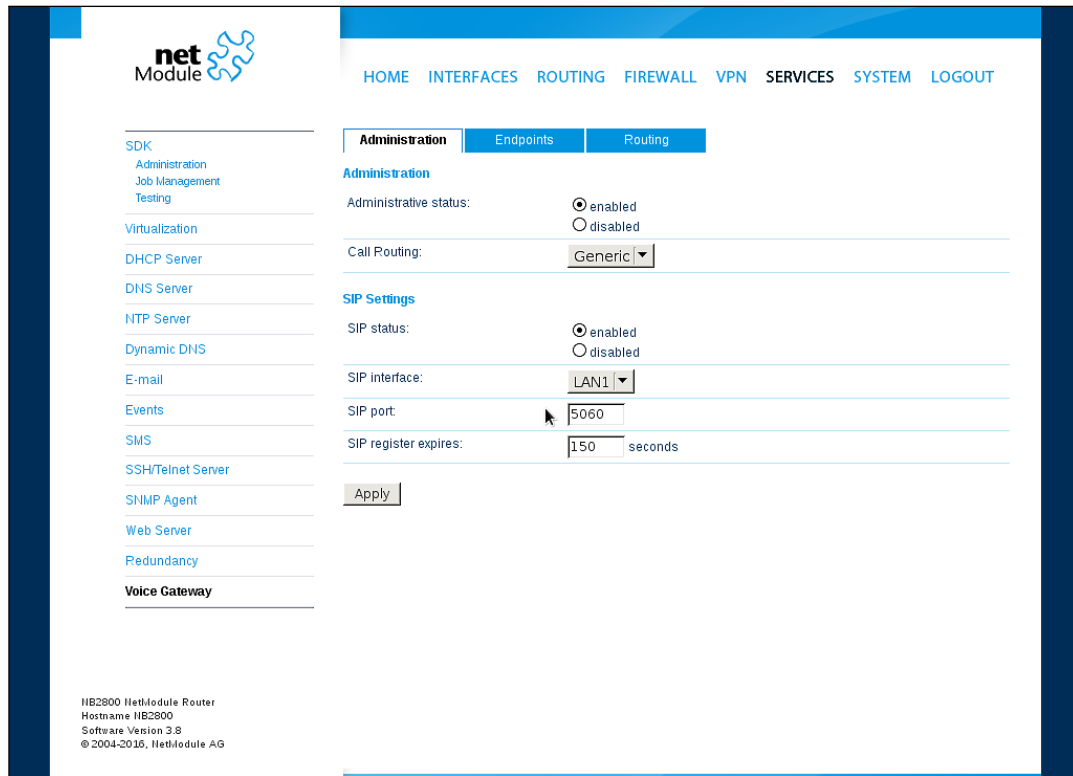 net
Module
HOME INTERFACES ROUTING FIREWALL VPN SERVICES SYSTEM LOGOUT
SDK
Administration
Job Management
Testing
Virtualization
DHCP Server
DNS Server
NTP Server
Dynamic DNS
E-mail
Events
SMS
SSH/Telnet Server
SNMP Agent
Web Server
Redundancy
Voice Gateway
Administration Endpoints Routing
Administration
Administrative status: enabled
disabled
Call Routing: Generic
SIP Settings
SIP status: enabled
disabled
SIP interface: LAN1
SIP port: 5060
SIP register expires: 150 seconds
Apply
NB2800 NetModule Router
Hostname NB2800
Software Version 3.8
© 2004-2016, NetModule AG